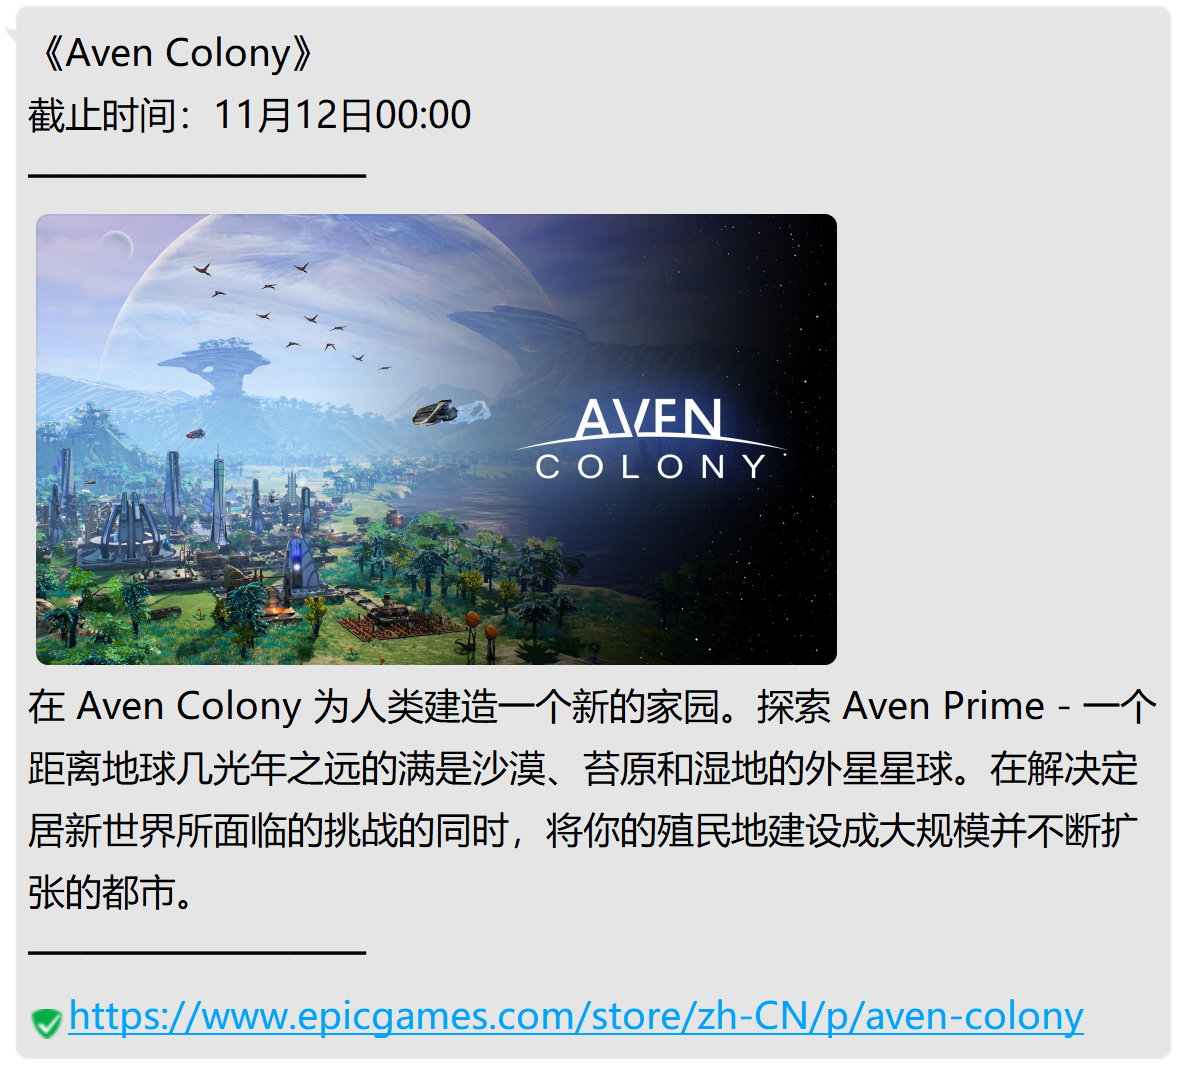 《Aven Colony》
截止时间：11月12日00:00
AVEN
COLONY
在 Aven Colony 为人类建造一个新的家园。探索 Aven Prime - 一个
距离地球几光年之远的满是沙漠、苔原和湿地的外星星球。在解决定
居新世界所面临的挑战的同时，将你的殖民地建设成大规模并不断扩
张的都市。
https://www.epicgames.com/store/zh-CN/p/aven-colony